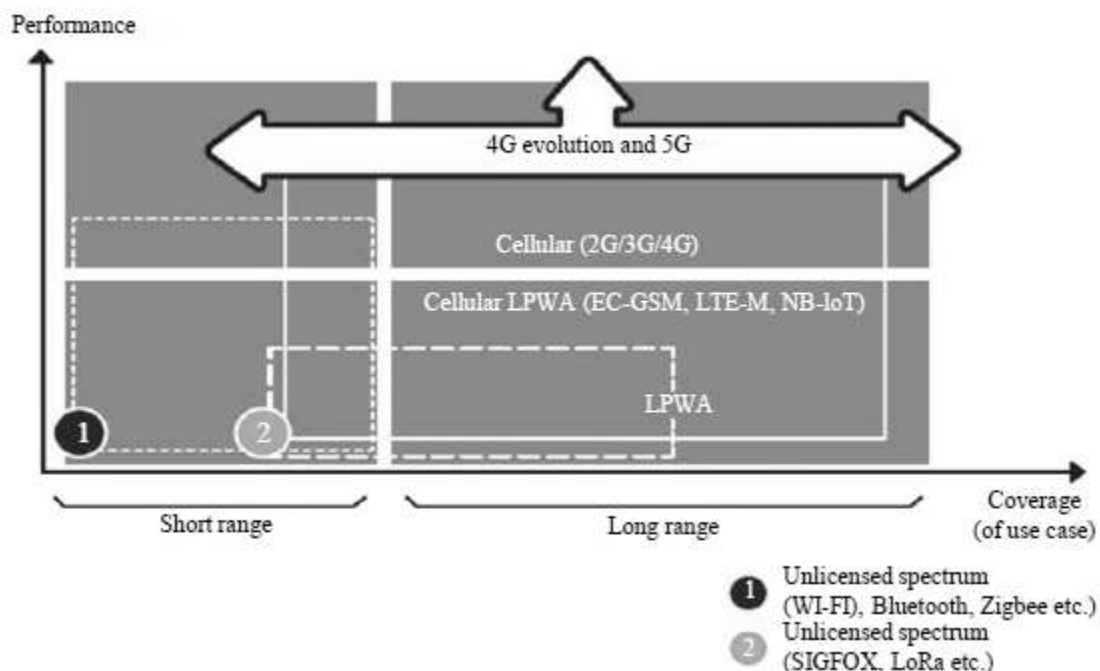 Performance
4G evolution and 5G
Cellular (2G/3G/4G)
Cellular LPWA (EC-GSM, LTE-M, NB-IoT)
LPWA
1
2
Short range
Long range
Coverage
(of use case)
1
Unlicensed spectrum
(WI-FI), Bluetooth, Zigbee etc.)
2
Unlicensed spectrum
(SIGFOX, LoRa etc.)